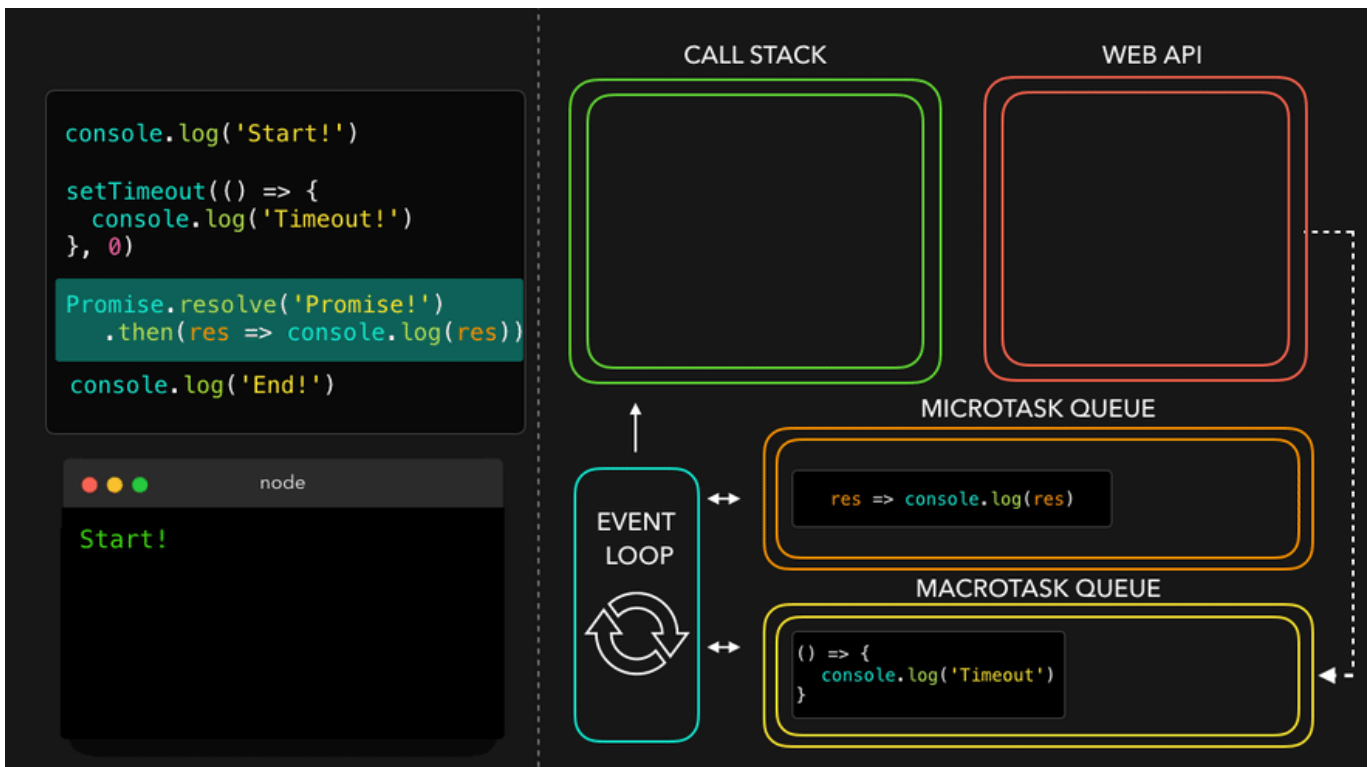 console.log('Start!')
setTimeout(() => {
  console.log('Timeout!')
}, 0)
Promise.resolve('Promise!')
  .then(res => console.log(res))
console.log('End!')
node
Start!
CALL STACK
WEB API
MICROTASK QUEUE
res => console.log(res)
EVENT
LOOP
MACROTASK QUEUE
() => {
  console.log('Timeout')
}